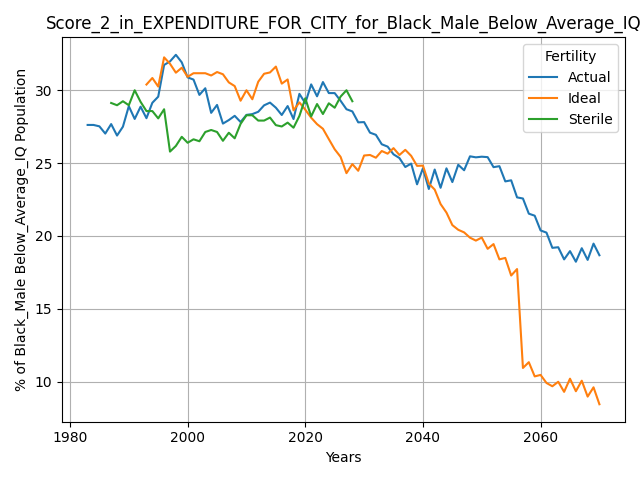 Score_2_in_EXPENDITURE_FOR_CITY_for_Black_Male_Below_Average_IQ
Fertility
Actual
Ideal
Sterile
% of Black_Male Below_Average_IQ Population
30
25
20
15
10
1980
2000
2020
2040
2060
Years